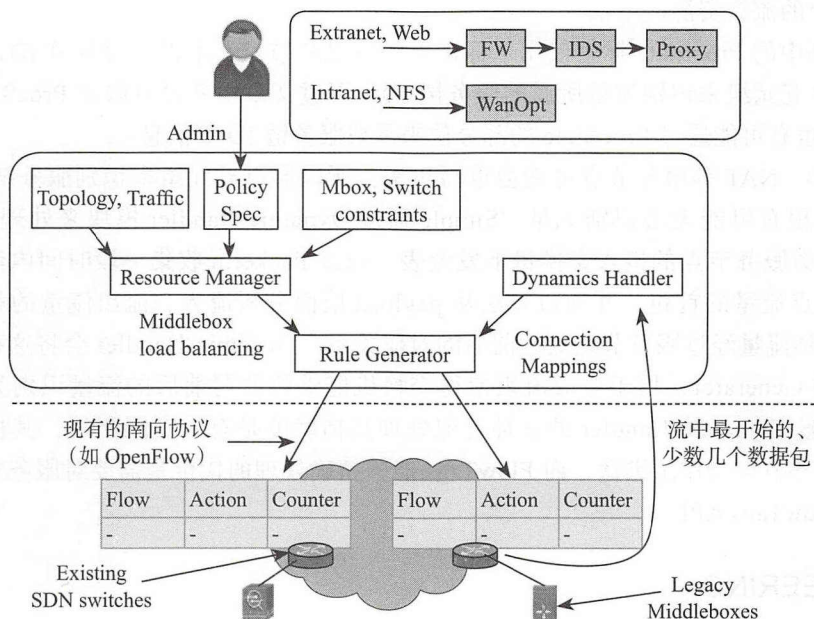 Extranet, Web
FW
IDS
Proxy
Intranet, NFS
WanOpt
Admin
Topology, Traffic
Policy
Spec
Mbox, Switch
constraints
Resource Manager
Dynamics Handler
Middlebox
load balancing
Rule Generator
Connection
Mappings
现有的南向协议
（如 OpenFlow）
流中最开始的、
少数几个数据包
Flow
Action
Counter
-
-
-
Flow
Action
Counter
-
-
-
Existing
SDN switches
Legacy
Middleboxes